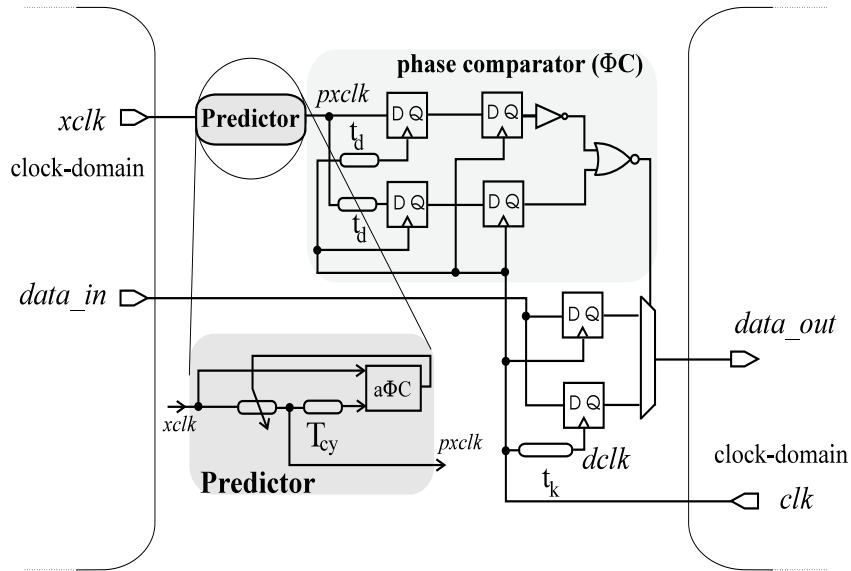 phase comparator (ΦC)
xclk
Predictor
pxclk
D Q
D Q
clock-domain
t_d
D Q
D Q
t_d
data_in
D Q
data_out
aΦC
D Q
xclk
T_cy
pxclk
dclk
clock-domain
Predictor
t_k
clk